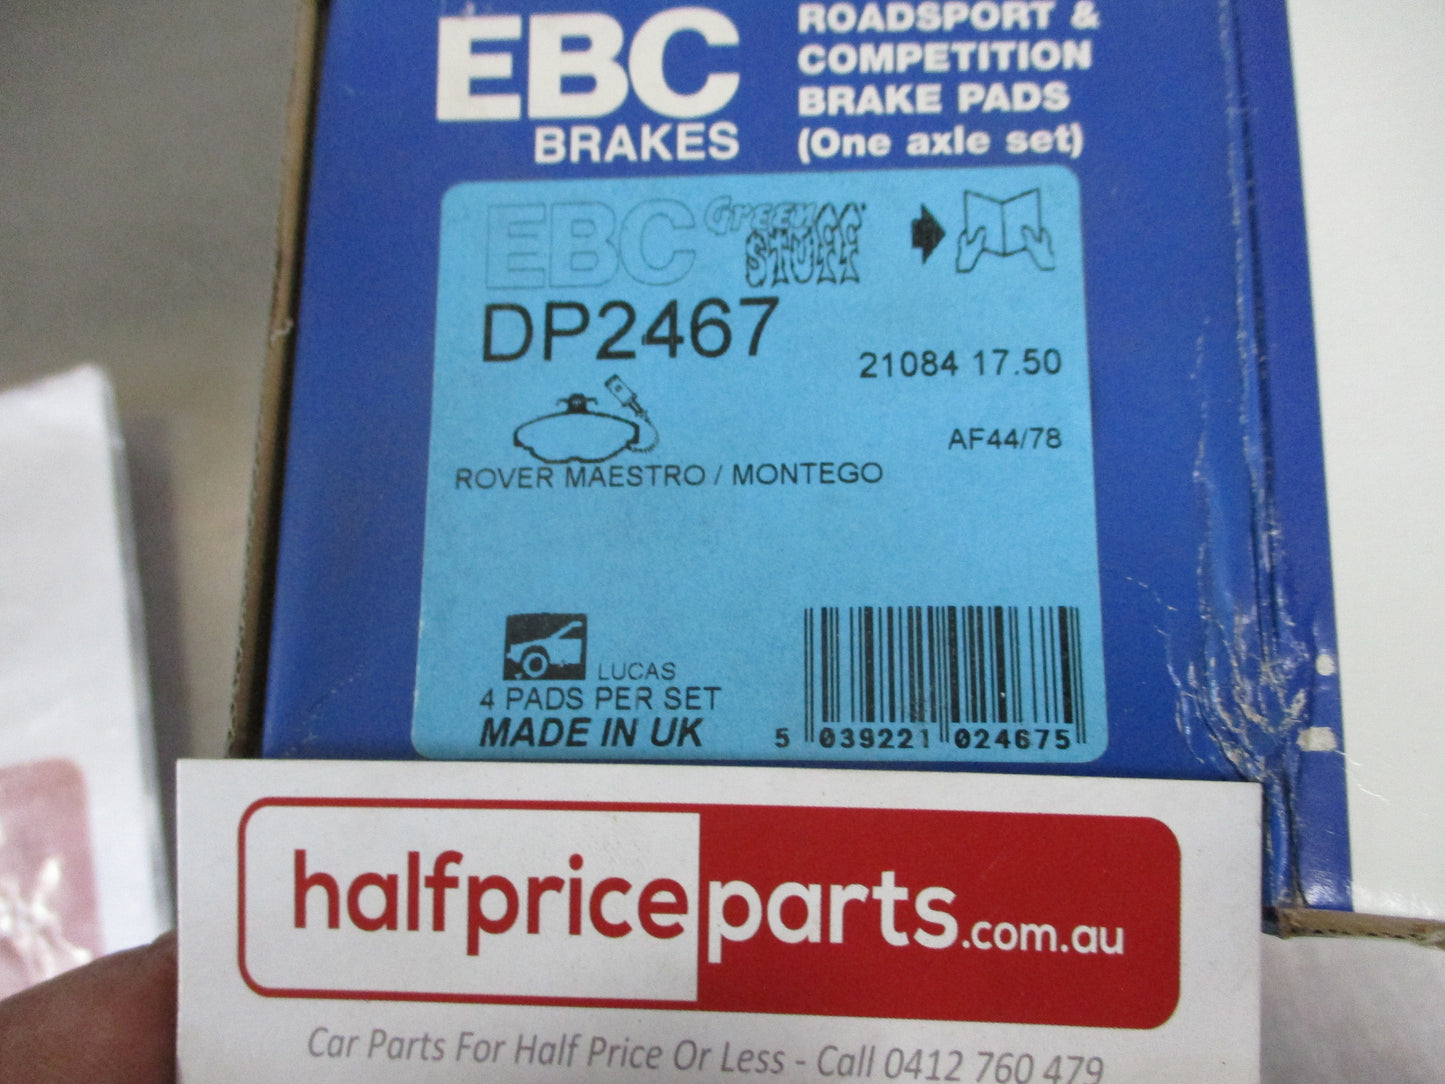 EBC
BRAKES
ROADSPORT &
COMPETITION
BRAKE PADS
(One axle set)
EBC Green STUFF
DP2467
21084 17.50
AF44/78
ROVER MAESTRO / MONTEGO
LUCAS
4 PADS PER SET
MADE IN UK
5 039221 024675
halfpriceparts.com.au
Car Parts For Half Price Or Less - Call 0412 760 479